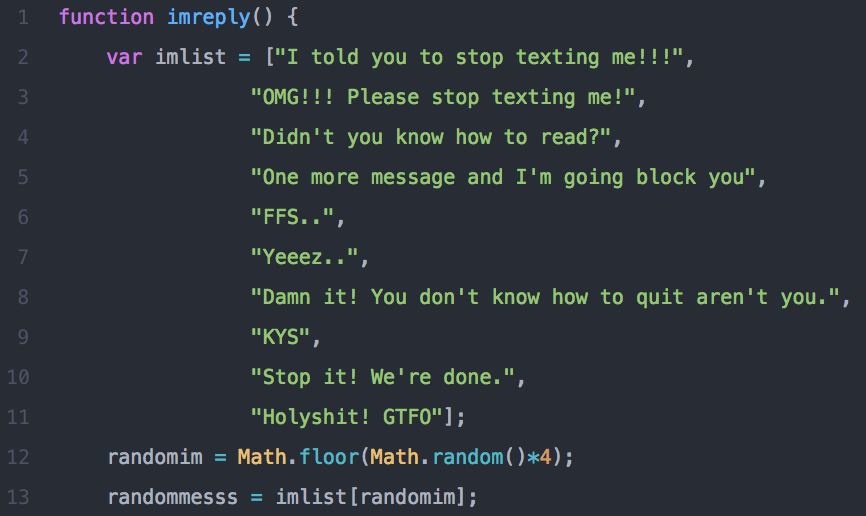 1 function imreply() {
2 var imlist = ["I told you to stop texting me!!!",
3 "OMG!!! Please stop texting me!",
4 "Didn't you know how to read?",
5 "One more message and I'm going block you",
6 "FFS..",
7 "Yeeez..",
8 "Damn it! You don't know how to quit aren't you.",
9 "KYS",
10 "Stop it! We're done.",
11 "Holyshit! GTFO"];
12 randomim = Math.floor(Math.random()*4);
13 randommesss = imlist[randomim];